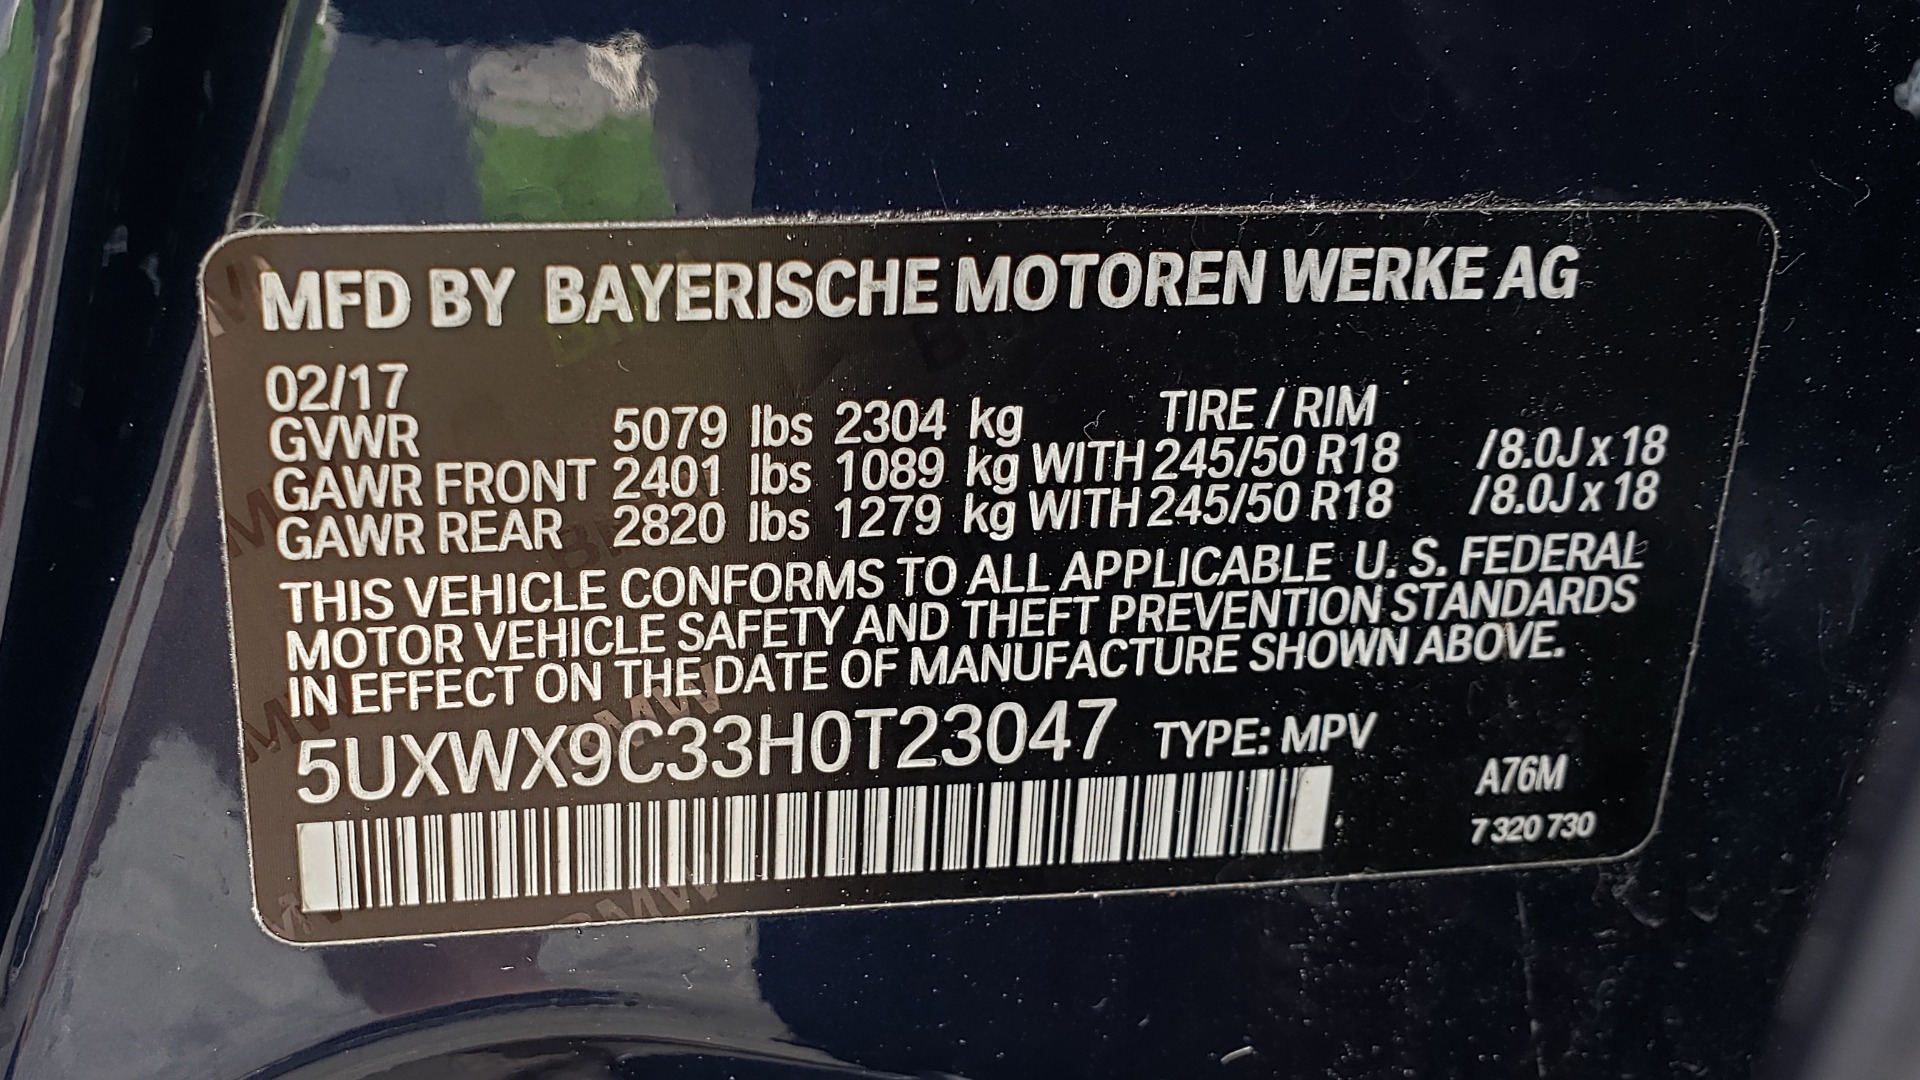 MFD BY BAYERISCHE MOTOREN WERKE AG
02/17 TIRE / RIM
GVWR 5079 lbs 2304 kg
GAWR FRONT 2401 lbs 1089 kg WITH 245/50 R18 /8.0J x 18
GAWR REAR 2820 lbs 1279 kg WITH 245/50 R18 /8.0J x 18
THIS VEHICLE CONFORMS TO ALL APPLICABLE U. S. FEDERAL
MOTOR VEHICLE SAFETY AND THEFT PREVENTION STANDARDS
IN EFFECT ON THE DATE OF MANUFACTURE SHOWN ABOVE.
5UXWX9C33H0T23047 TYPE: MPV
A76M
7 320 730